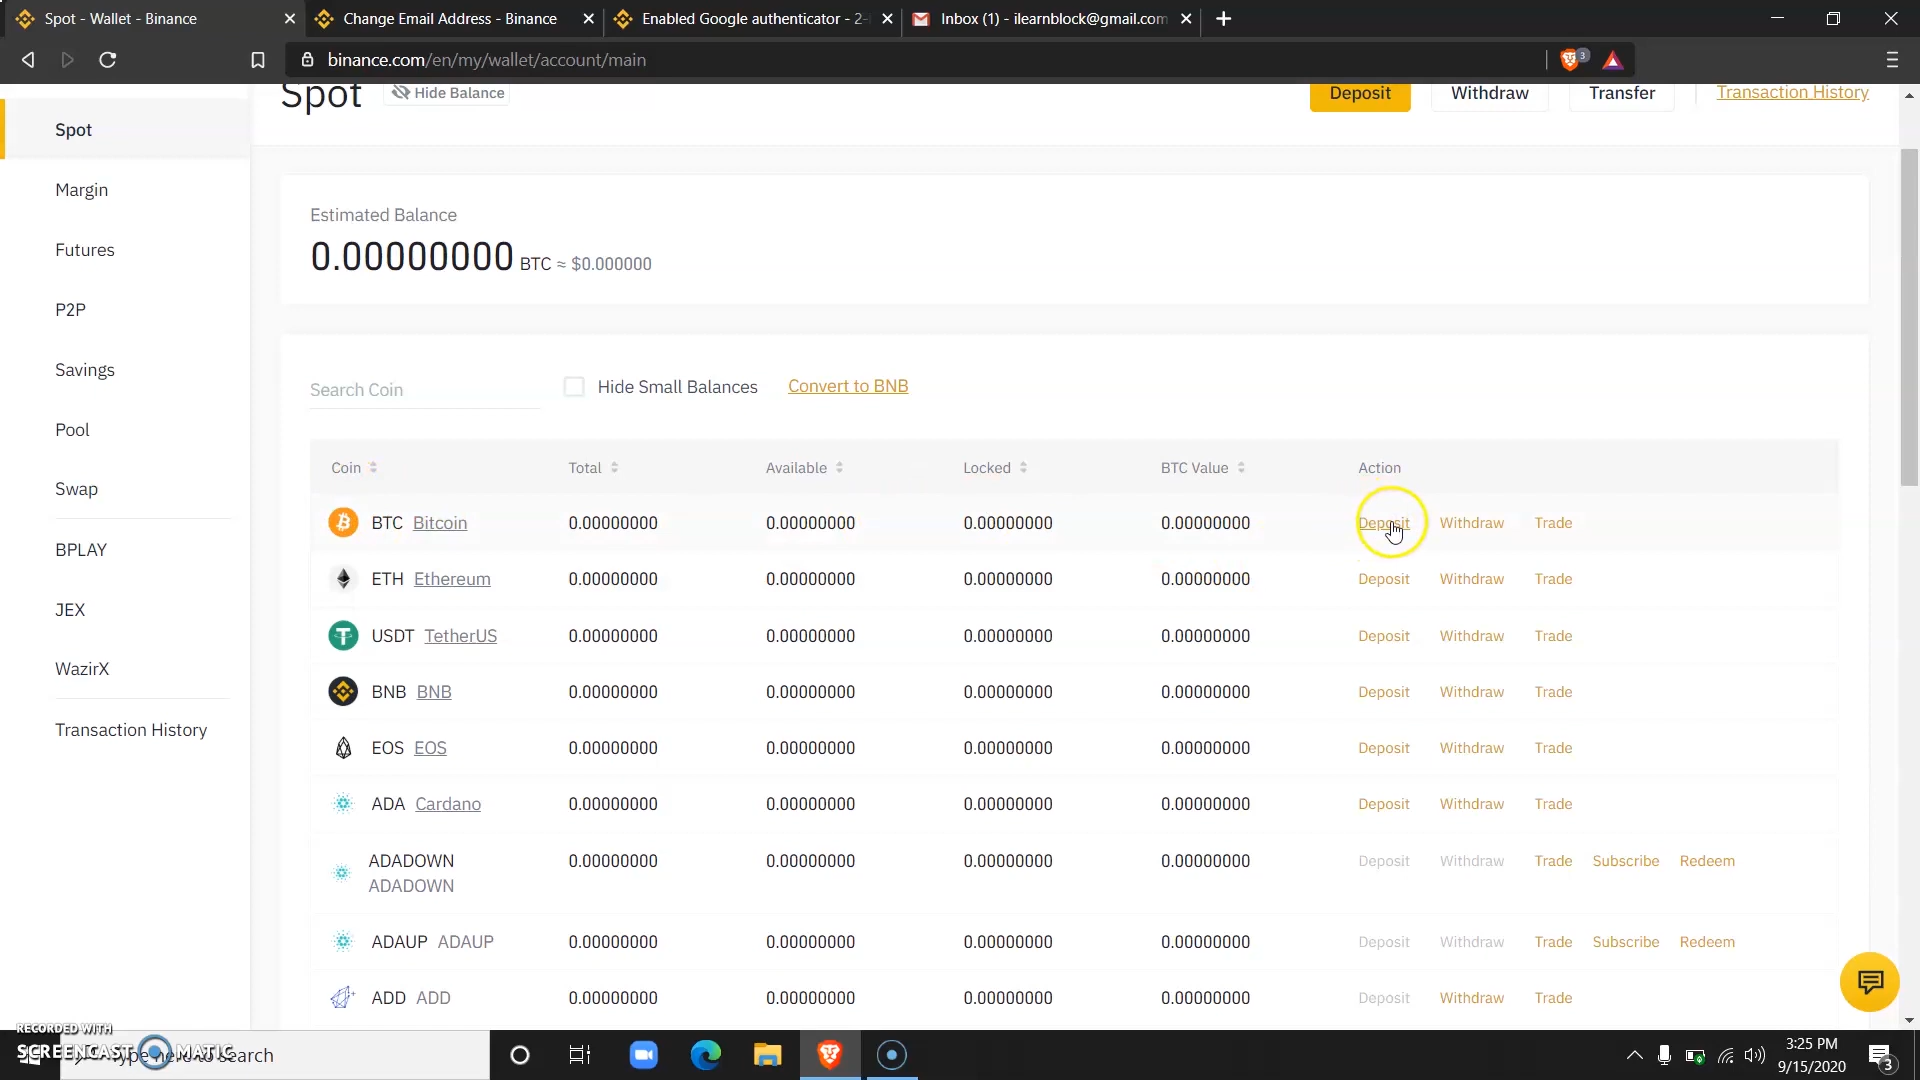 Spot - Wallet - Binance
Change Email Address - Binance
Enabled Google authenticator - 2-
Inbox (1) - ilearnblock@gmail.com
binance.com/en/my/wallet/account/main
3
Spot
Hide Balance
Deposit Withdraw Transfer Transaction History
Spot
Margin
Futures
P2P
Savings
Pool
Swap
BPLAY
JEX
WazirX
Transaction History
Estimated Balance
0.00000000 BTC ≈ $0.000000
Search Coin Hide Small Balances Convert to BNB
Coin Total Available Locked BTC Value Action
BTC Bitcoin 0.00000000 0.00000000 0.00000000 0.00000000 Deposit Withdraw Trade
ETH Ethereum 0.00000000 0.00000000 0.00000000 0.00000000 Deposit Withdraw Trade
USDT TetherUS 0.00000000 0.00000000 0.00000000 0.00000000 Deposit Withdraw Trade
BNB BNB 0.00000000 0.00000000 0.00000000 0.00000000 Deposit Withdraw Trade
EOS EOS 0.00000000 0.00000000 0.00000000 0.00000000 Deposit Withdraw Trade
ADA Cardano 0.00000000 0.00000000 0.00000000 0.00000000 Deposit Withdraw Trade
ADADOWN 0.00000000 0.00000000 0.00000000 0.00000000 Deposit Withdraw Trade Subscribe Redeem
ADADOWN
ADAUP ADAUP 0.00000000 0.00000000 0.00000000 0.00000000 Deposit Withdraw Trade Subscribe Redeem
ADD ADD 0.00000000 0.00000000 0.00000000 0.00000000 Deposit Withdraw Trade
RECORDED WITH
SCREENCAST MATIC
Type here to search
3:25 PM
9/15/2020
3